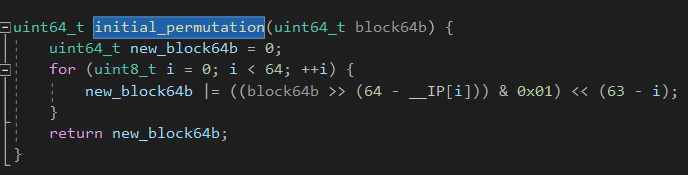 uint64_t initial_permutation(uint64_t block64b) {
    uint64_t new_block64b = 0;
    for (uint8_t i = 0; i < 64; ++i) {
        new_block64b |= ((block64b >> (64 - __IP[i])) & 0x01) << (63 - i);
    }
    return new_block64b;
}